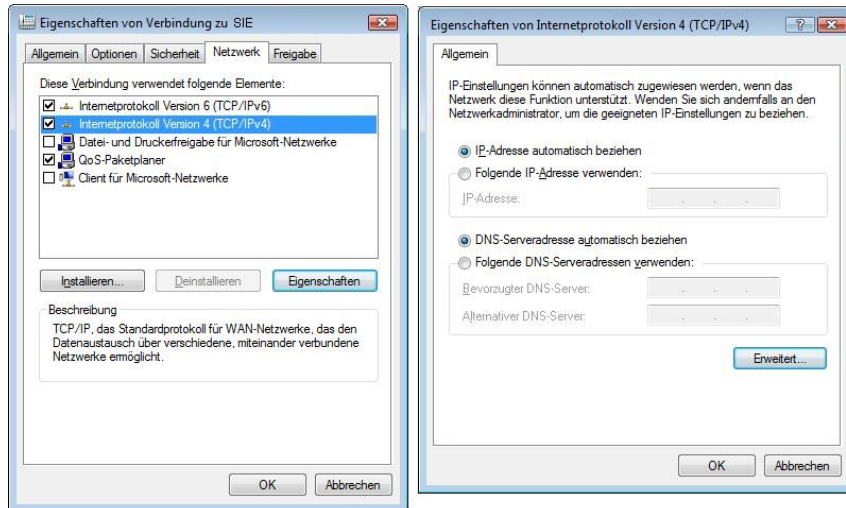 Eigenschaften von Verbindung zu SIE
Allgemein
Optionen
Sicherheit
Netzwerk
Freigabe
Diese Verbindung verwendet folgende Elemente:
Internetprotokoll Version 6 (TCP/IPv6)
Internetprotokoll Version 4 (TCP/IPv4)
Datei- und Druckerfreigabe für Microsoft-Netzwerke
QoS-Paketplaner
Client für Microsoft-Netzwerke
Installieren...
Deinstallieren
Eigenschaften
Beschreibung
TCP/IP, das Standardprotokoll für WAN-Netzwerke, das den
Datenaustausch über verschiedene, miteinander verbundene
Netzwerke ermöglicht.
OK
Abbrechen
Eigenschaften von Internetprotokoll Version 4 (TCP/IPv4)
Allgemein
IP-Einstellungen können automatisch zugewiesen werden, wenn das
Netzwerk diese Funktion unterstützt. Wenden Sie sich andernfalls an den
Netzwerkadministrator, um die geeigneten IP-Einstellungen zu beziehen.
IP-Adresse automatisch beziehen
Folgende IP-Adresse verwenden:
IP-Adresse:
DNS-Serveradresse automatisch beziehen
Folgende DNS-Serveradressen verwenden:
Bevorzugter DNS-Server:
Alternativer DNS-Server:
Erweitert...
OK
Abbrechen